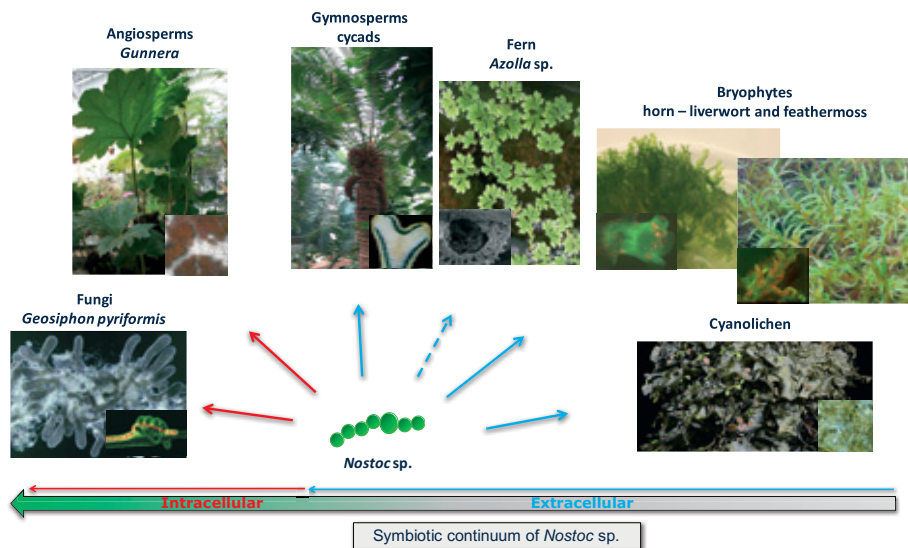 Angiosperms
Gunnera
Gymnosperms
cycads
Fern
Azolla sp.
Bryophytes
horn – liverwort and feathermoss
Fungi
Geosiphon pyriformis
Cyanolichen
Nostoc sp.
Intracellular
Extracellular
Symbiotic continuum of Nostoc sp.